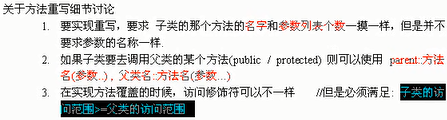 关于方法重写细节讨论
1. 要实现重写，要求 子类的那个方法的名字和参数列表个数一摸一样，但是并不
要求参数的名称一样.
2. 如果子类要去调用父类的某个方法(public / protected) 则可以使用 parent::方法
名(参数..) , 父类名::方法名(参数...)
3. 在实现方法覆盖的时候，访问修饰符可以不一样 //但是必须满足: 子类的访
问范围>=父类的访问范围